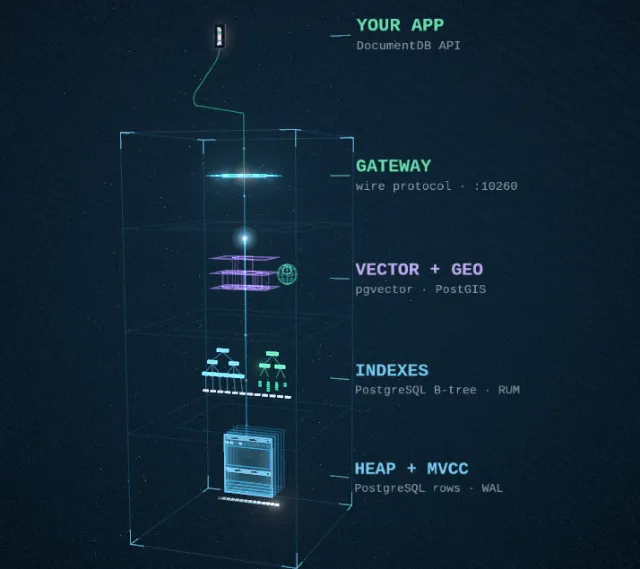 YOUR APP
DocumentDB API
GATEWAY
wire protocol · :10260
VECTOR + GEO
pgvector · PostGIS
INDEXES
PostgreSQL B-tree · RUM
HEAP + MVCC
PostgreSQL rows · WAL